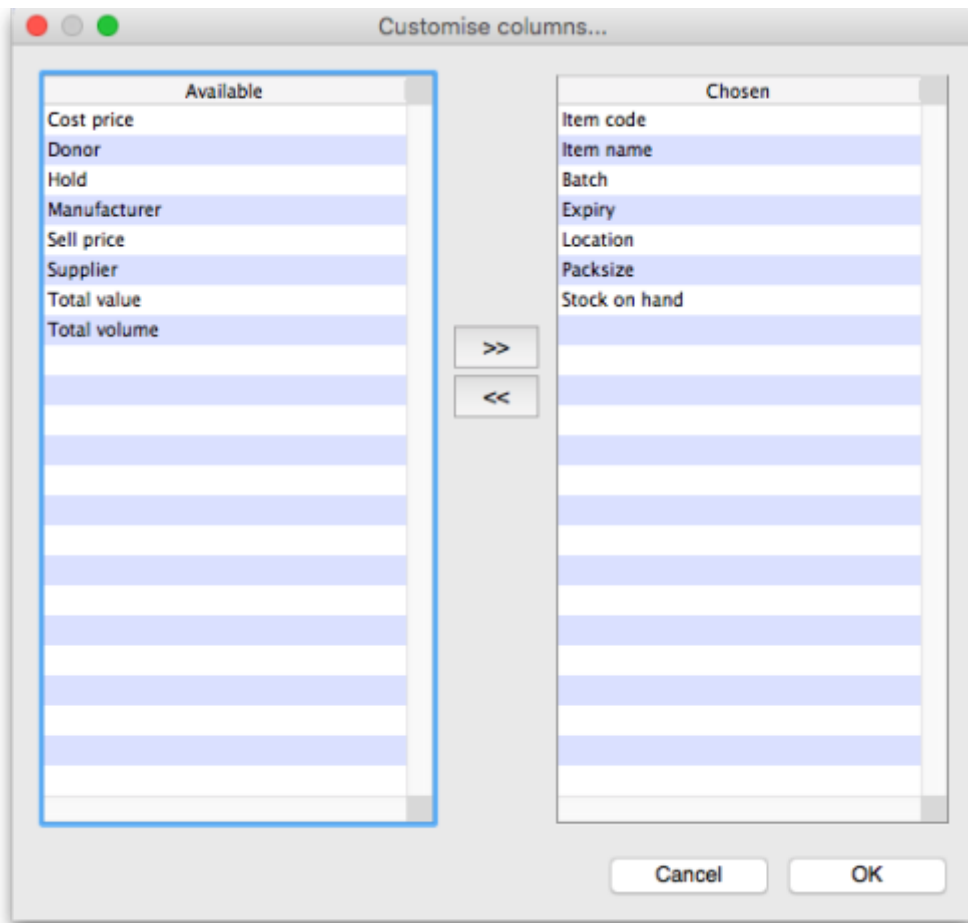 Customise columns...
Available
Cost price
Donor
Hold
Manufacturer
Sell price
Supplier
Total value
Total volume
>>
<<
Chosen
Item code
Item name
Batch
Expiry
Location
Packsize
Stock on hand
Cancel
OK